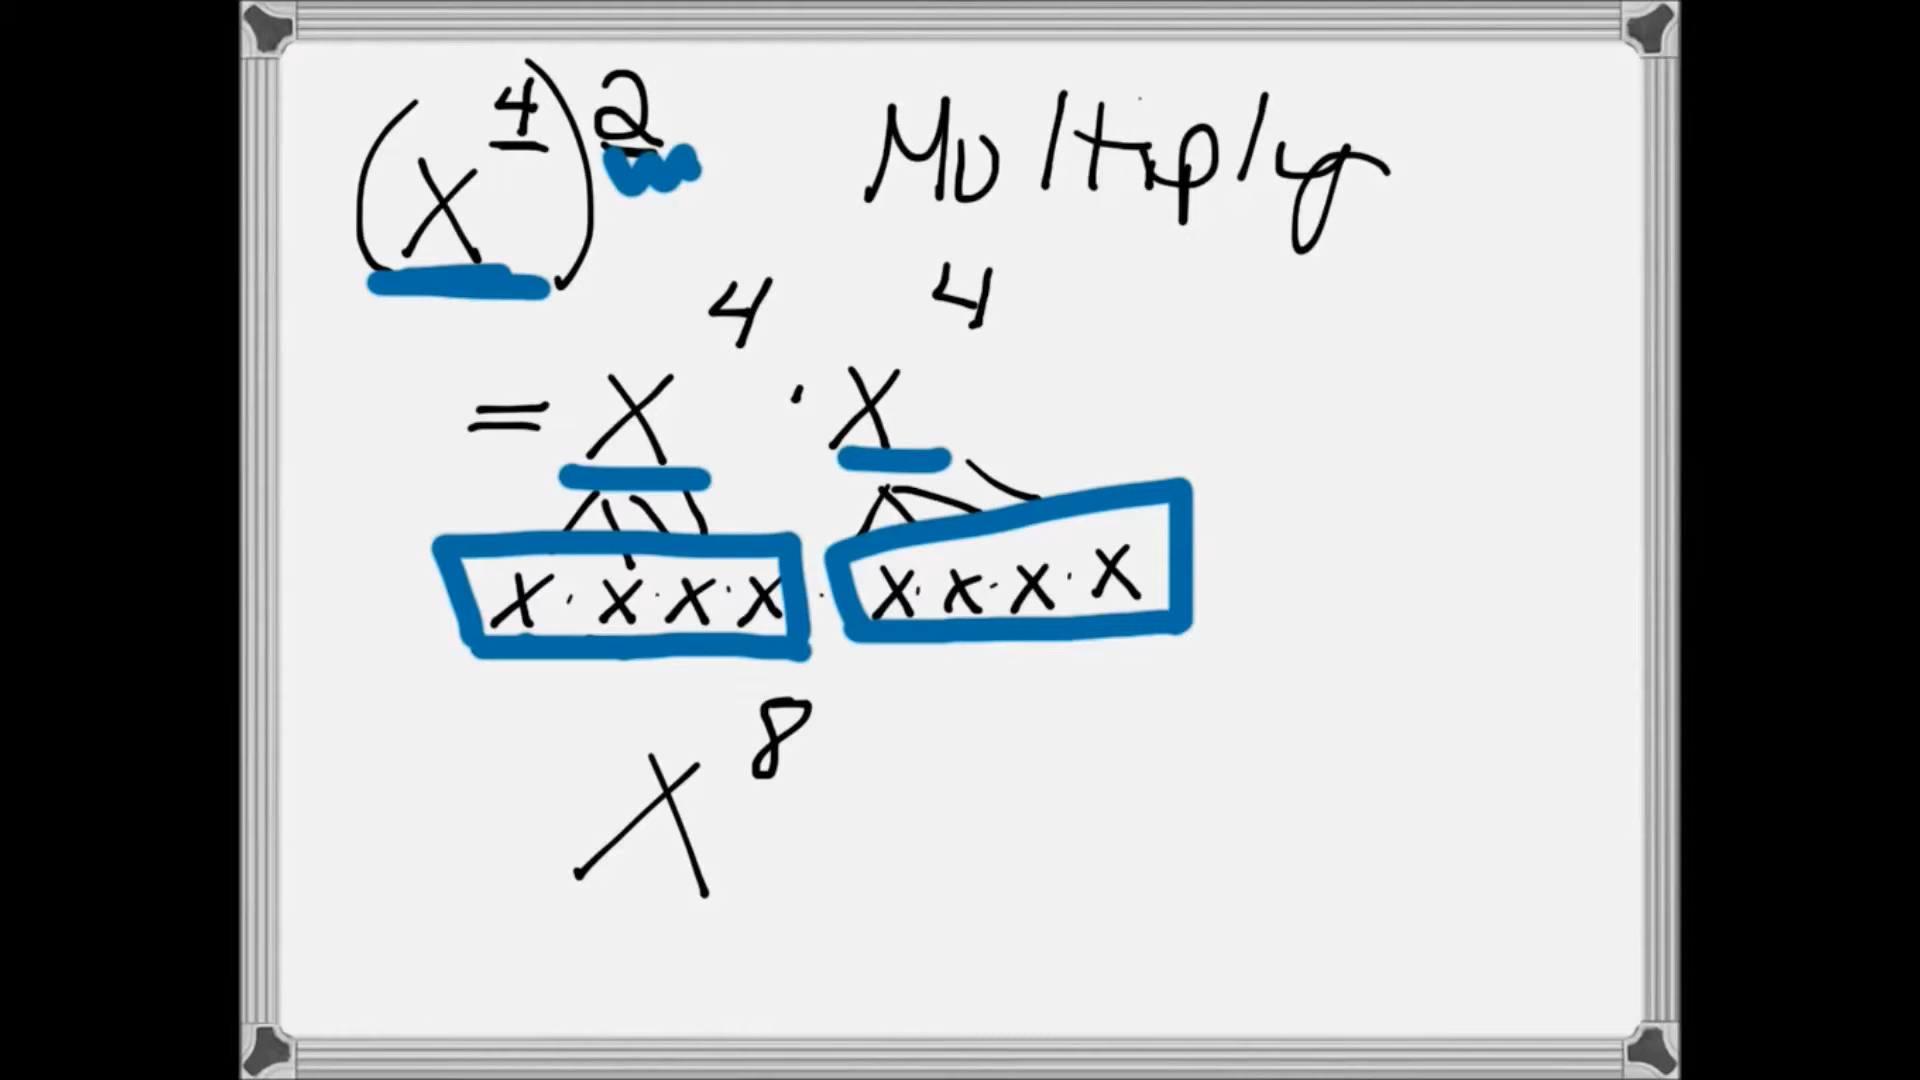 (x⁴)² Multiply
= x⁴ · x⁴
x · x · x · x · x · x · x · x
x⁸